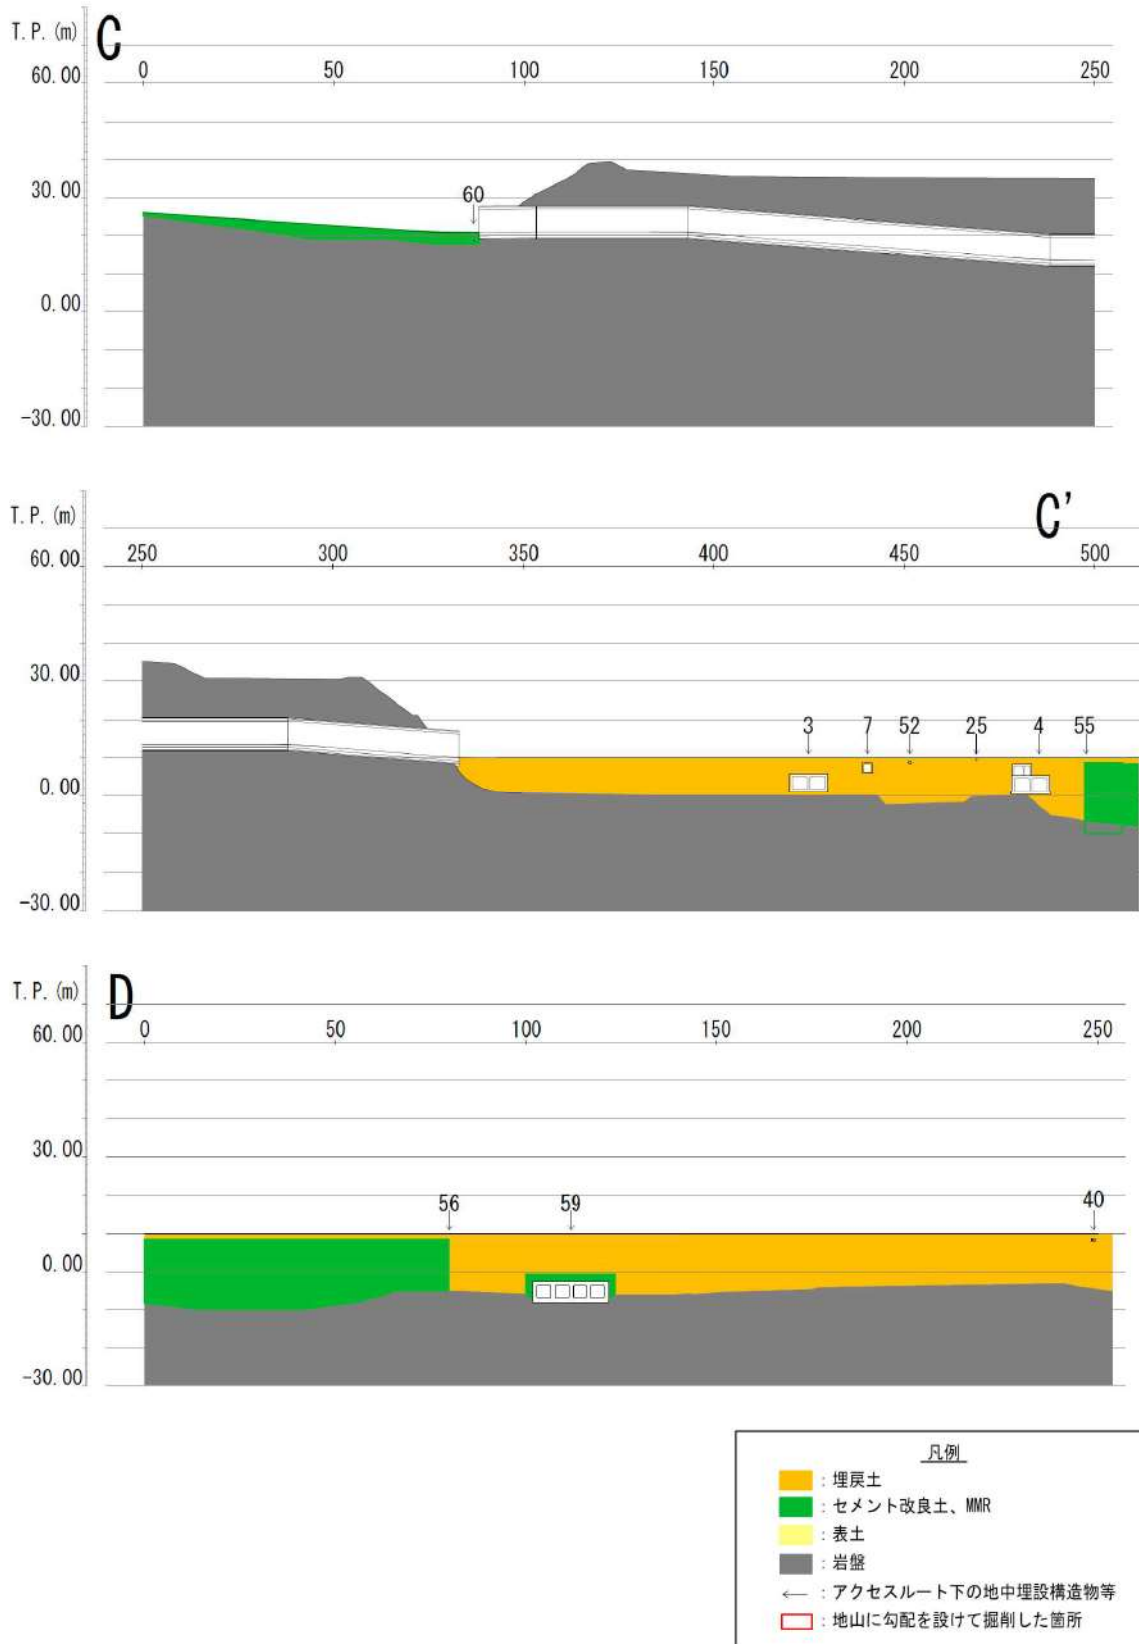 T.P.(m) C
0 50 100 150 200 250
60.00
30.00
60
0.00
-30.00
T.P.(m) C'
250 300 350 400 450 500
60.00
30.00
3 7 52 25 4 55
0.00
-30.00
T.P.(m) D
0 50 100 150 200 250
60.00
30.00
56 59 40
0.00
-30.00
凡例
：埋戻土
：セメント改良土、MMR
：表土
：岩盤
← ：アクセスルート下の地中埋設構造物等
：地山に勾配を設けて掘削した箇所